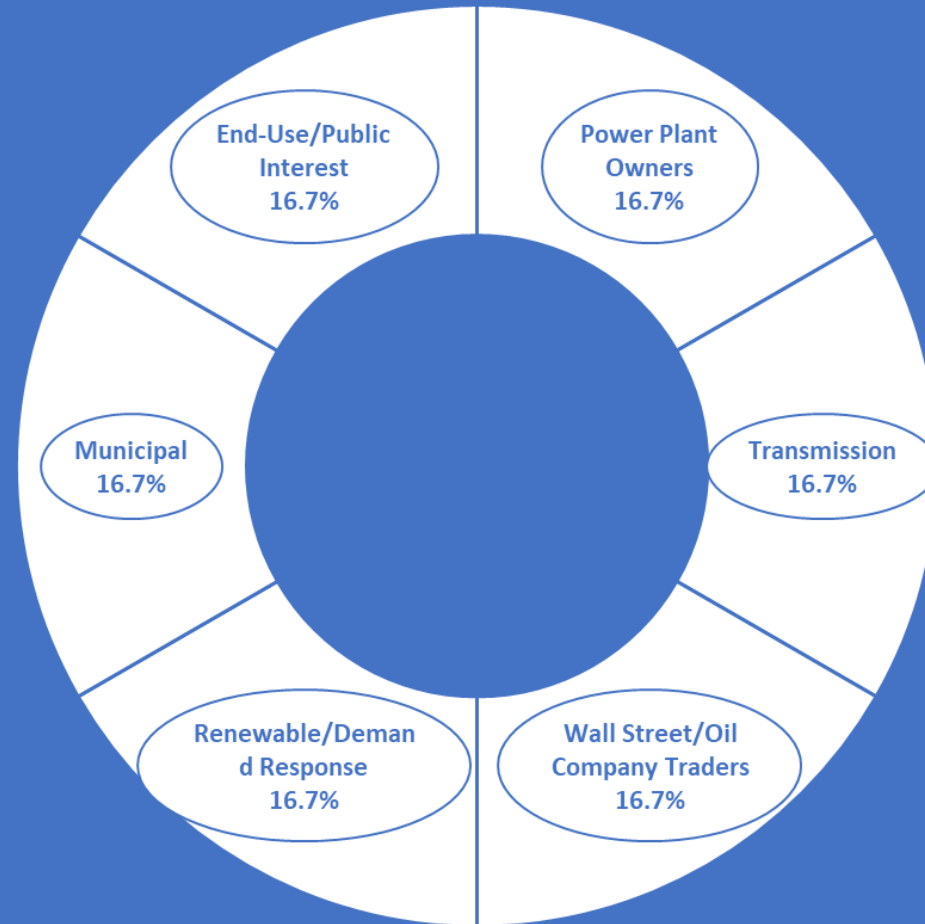 End-Use/Public
Interest
16.7%
Power Plant
Owners
16.7%
Municipal
16.7%
Transmission
16.7%
Renewable/Deman
d Response
16.7%
Wall Street/Oil
Company Traders
16.7%